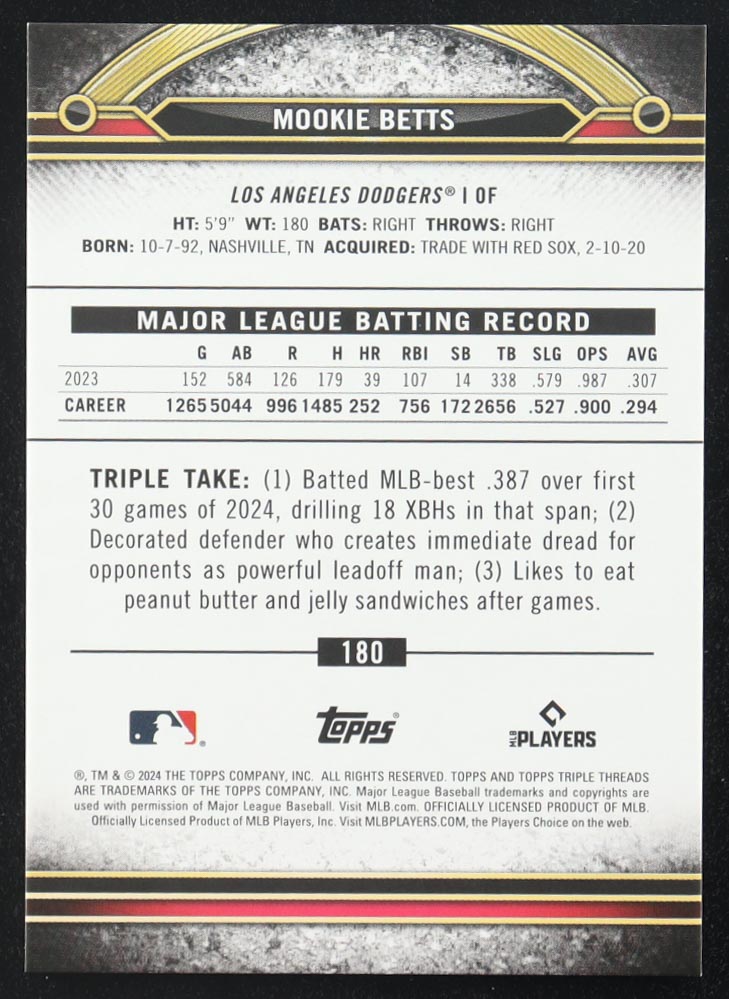 MOOKIE BETTS
LOS ANGELES DODGERS® | OF
HT: 5'9" WT: 180 BATS: RIGHT THROWS: RIGHT
BORN: 10-7-92, NASHVILLE, TN ACQUIRED: TRADE WITH RED SOX, 2-10-20
MAJOR LEAGUE BATTING RECORD
G AB R H HR RBI SB TB SLG OPS AVG
2023 152 584 126 179 39 107 14 338 .579 .987 .307
CAREER 1265 5044 996 1485 252 756 172 2656 .527 .900 .294
TRIPLE TAKE: (1) Batted MLB-best .387 over first
30 games of 2024, drilling 18 XBHs in that span; (2)
Decorated defender who creates immediate dread for
opponents as powerful leadoff man; (3) Likes to eat
peanut butter and jelly sandwiches after games.
180
topps®
MLB PLAYERS
®, TM & © 2024 THE TOPPS COMPANY, INC. ALL RIGHTS RESERVED. TOPPS AND TOPPS TRIPLE THREADS
ARE TRADEMARKS OF THE TOPPS COMPANY, INC. Major League Baseball trademarks and copyrights are
used with permission of Major League Baseball. Visit MLB.com. OFFICIALLY LICENSED PRODUCT OF MLB.
Officially Licensed Product of MLB Players, Inc. Visit MLBPLAYERS.COM, the Players Choice on the web.